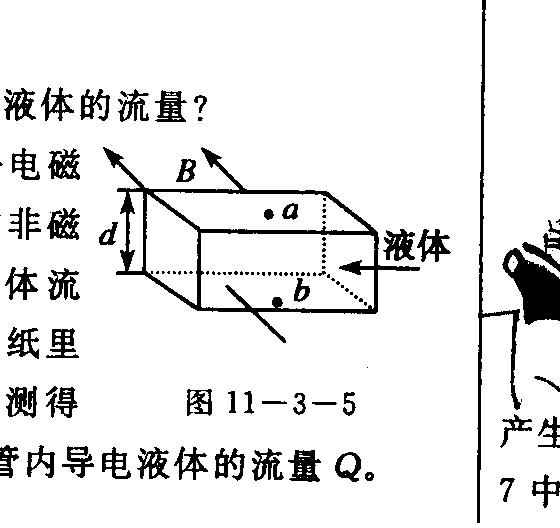 液体的流量?
电磁
B
非磁
a
d
液体
体流
b
纸里
测得
图 11－3－5
管内导电液体的流量 Q。
产生
7 中